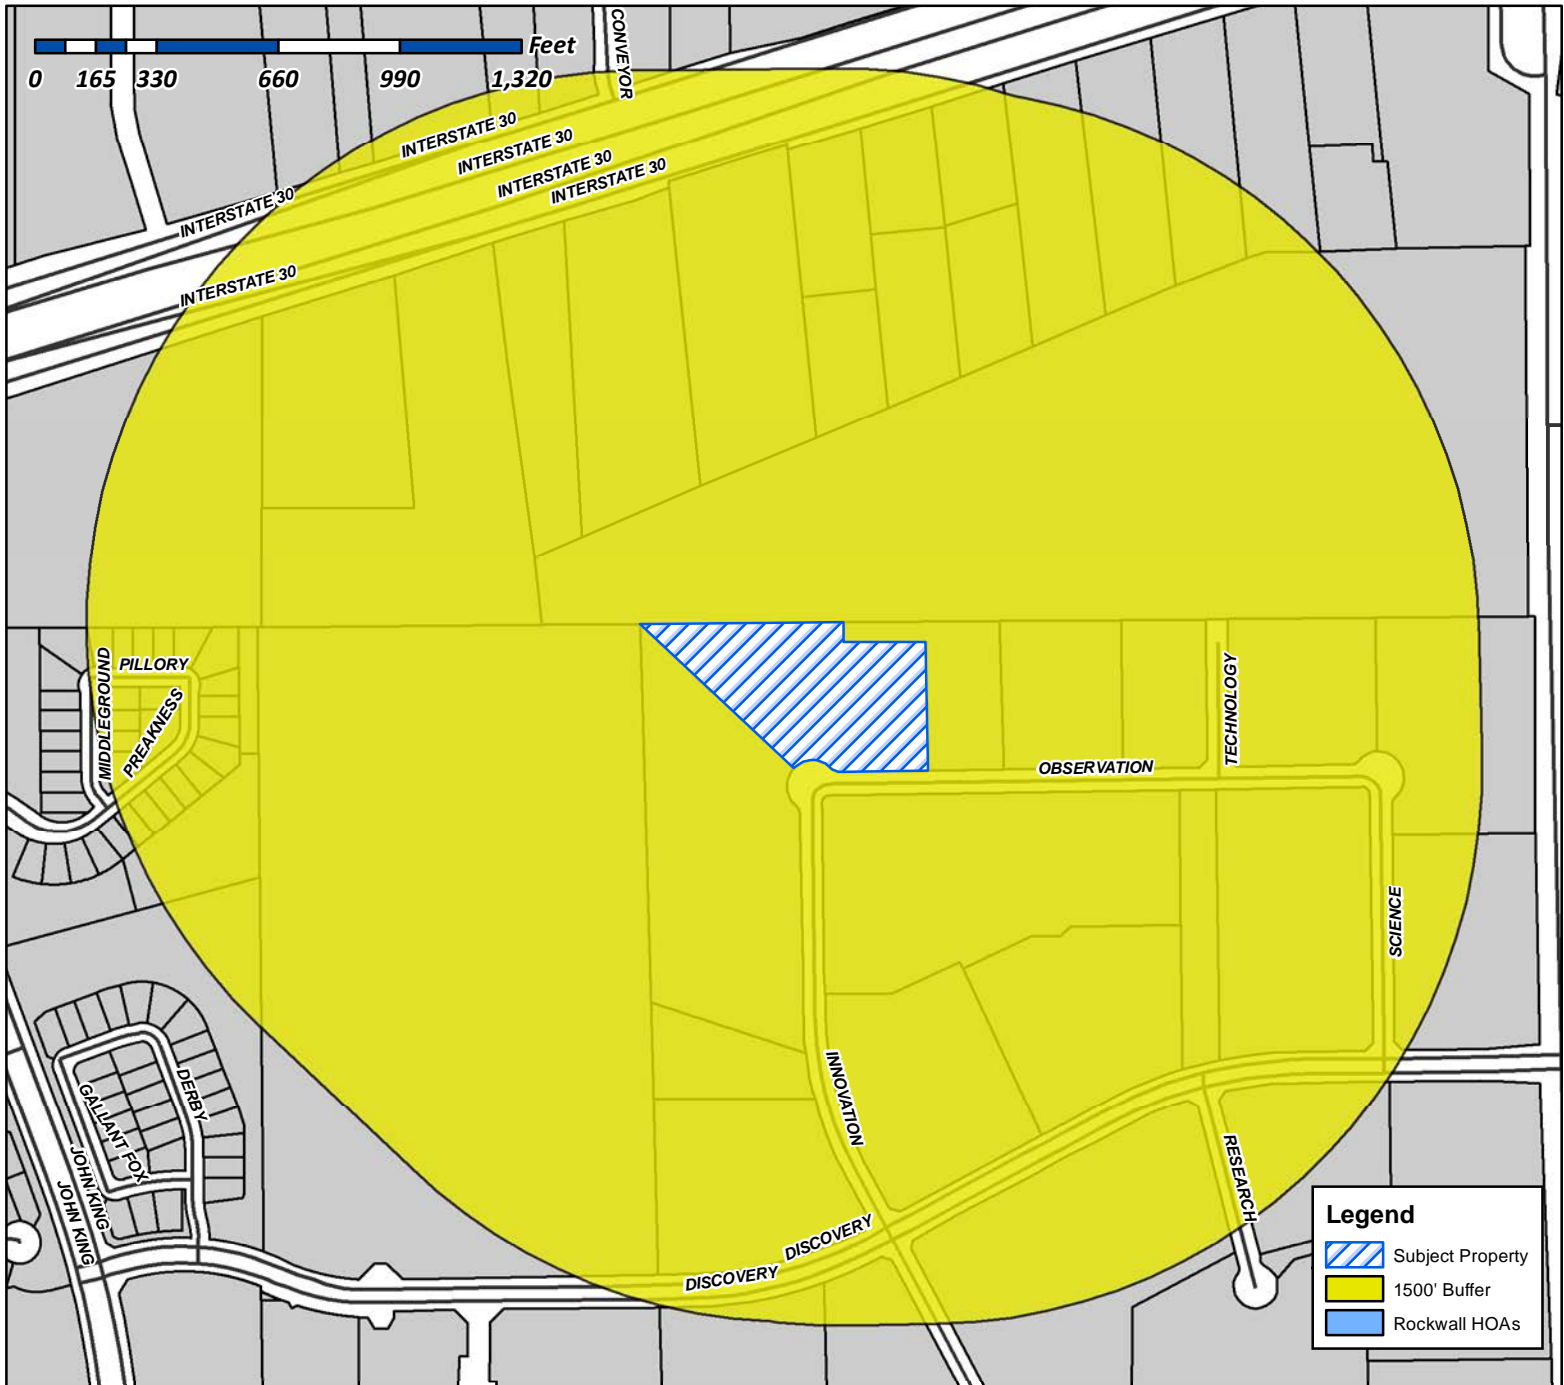 Feet
0 165 330 660 990 1,320
CONVEYOR
INTERSTATE 30
INTERSTATE 30
INTERSTATE 30
INTERSTATE 30
INTERSTATE 30
INTERSTATE 30
PILLORY
MIDDLEGROUND
PREAKNESS
TECHNOLOGY
OBSERVATION
SCIENCE
INNOVATION
DERBY
GALLANT FOX
JOHN KING
JOHN KING
RESEARCH
DISCOVERY
DISCOVERY
Legend
Subject Property
1500' Buffer
Rockwall HOAs